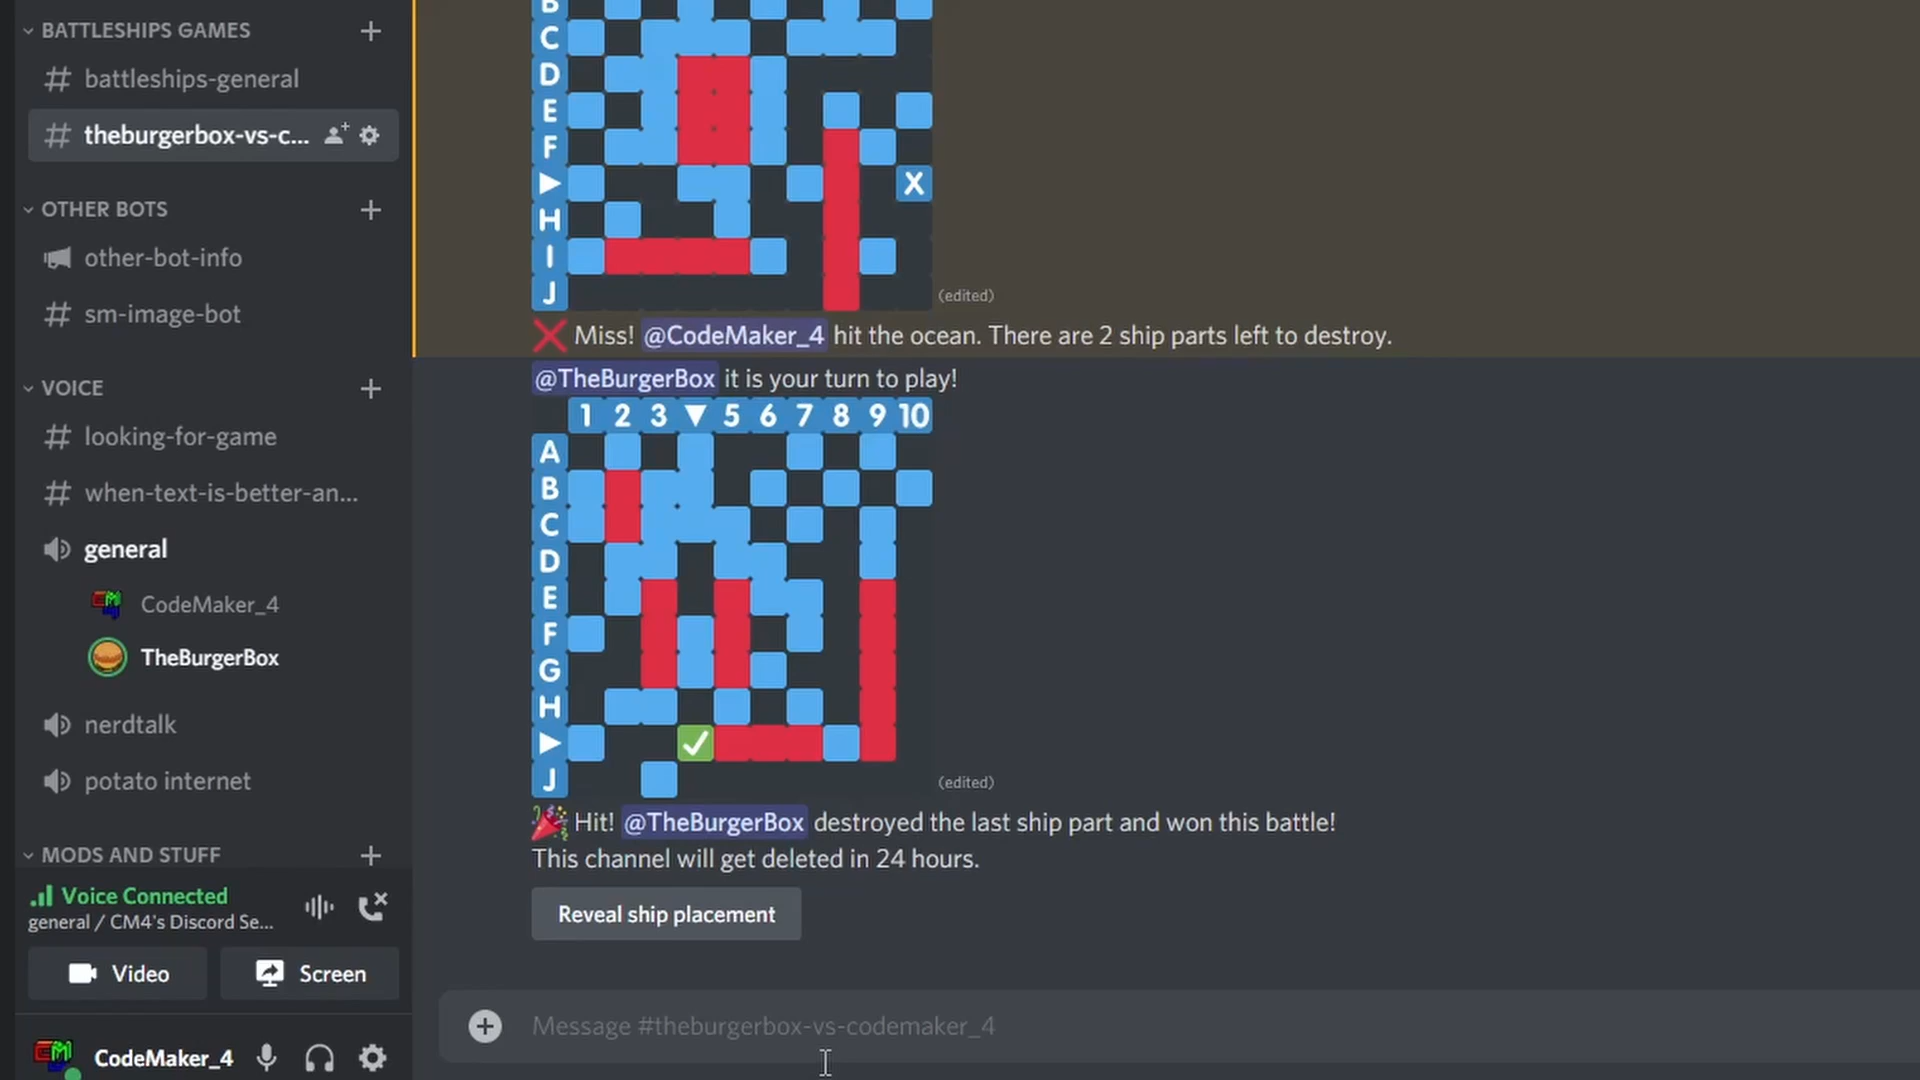 BATTLESHIPS GAMES
battleships-general
theburgerbox-vs-c...
OTHER BOTS
other-bot-info
sm-image-bot
VOICE
looking-for-game
when-text-is-better-an...
general
CodeMaker_4
TheBurgerBox
nerdtalk
potato internet
MODS AND STUFF
Voice Connected
general / CM4's Discord Se...
Video
Screen
CodeMaker_4
B
C
D
E
F
X
H
I
J
(edited)
Miss! @CodeMaker_4 hit the ocean. There are 2 ship parts left to destroy.
@TheBurgerBox it is your turn to play!
1 2 3 5 6 7 8 9 10
A
B
C
D
E
F
G
H
J
(edited)
Hit! @TheBurgerBox destroyed the last ship part and won this battle!
This channel will get deleted in 24 hours.
Reveal ship placement
Message #theburgerbox-vs-codemaker_4